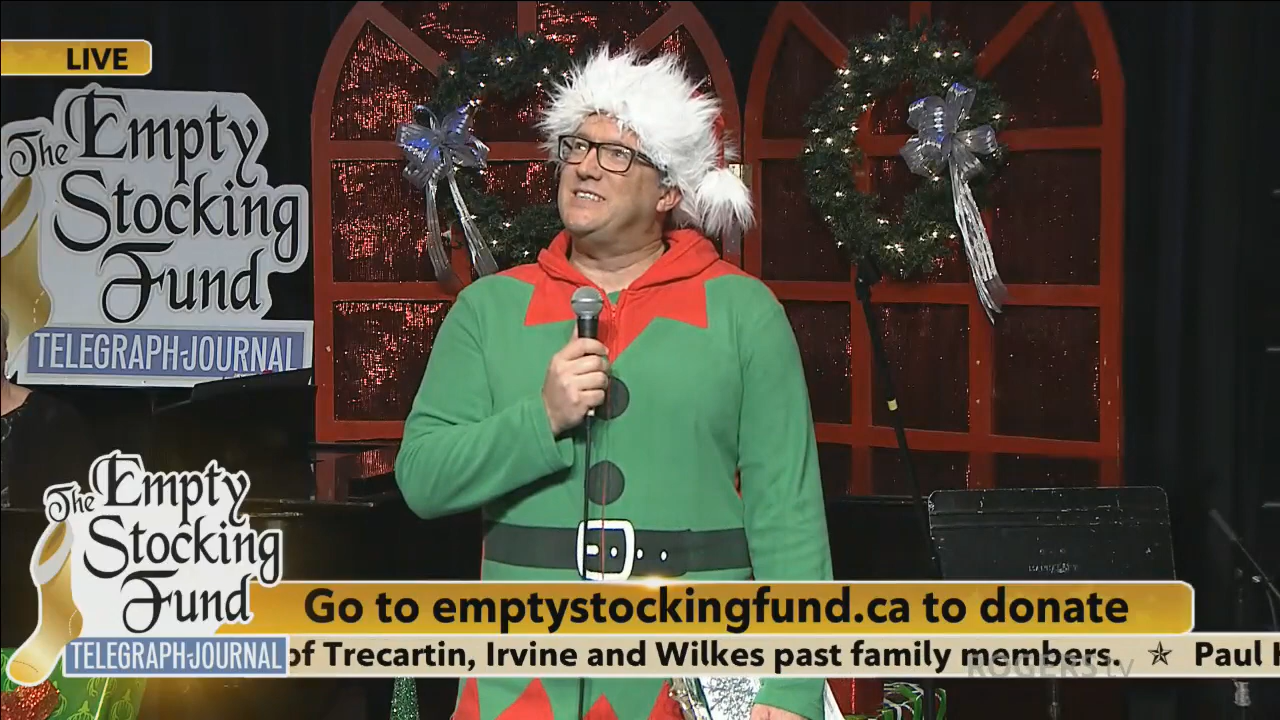 LIVE
The Empty
Stocking
Fund
TELEGRAPH-JOURNAL
The Empty
Stocking
Fund
TELEGRAPH-JOURNAL
Go to emptystockingfund.ca to donate
of Trecartin, Irvine and Wilkes past family members. ☆ Paul
ROGERS tv